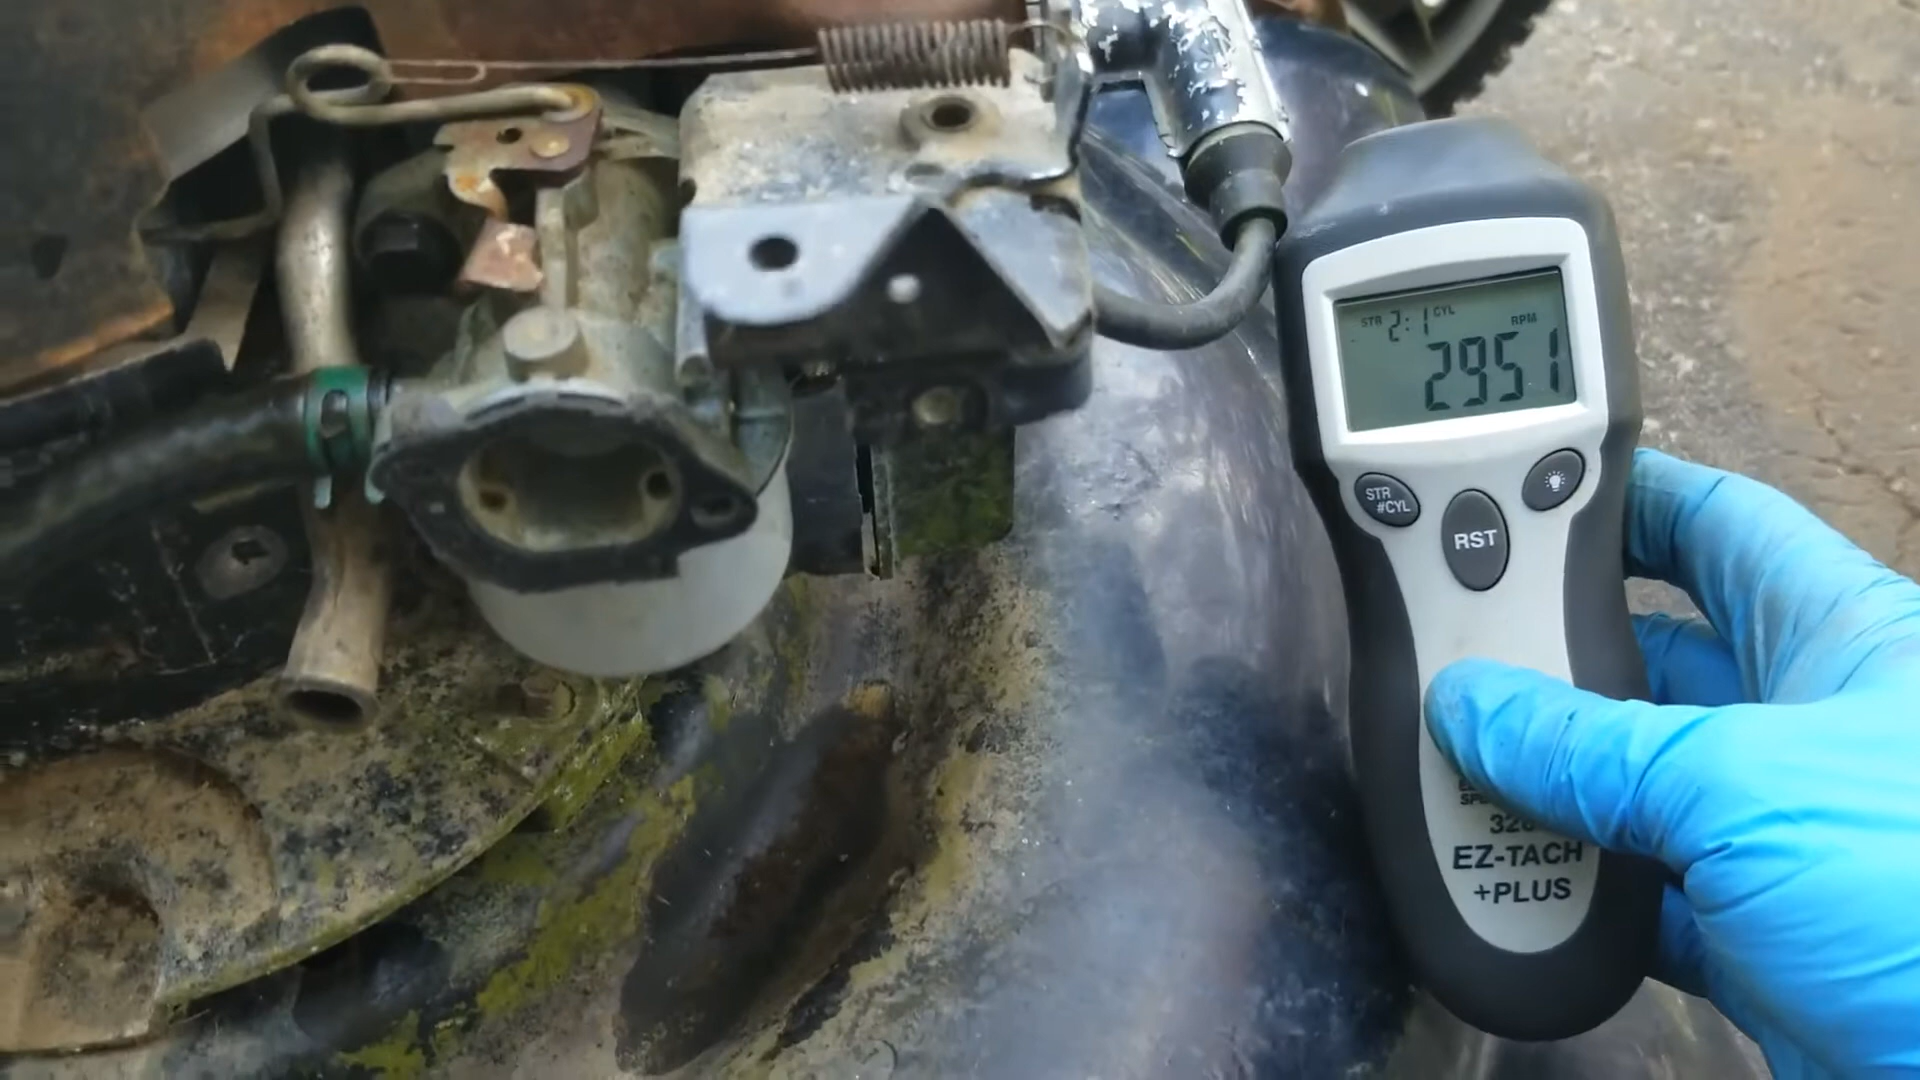 STR 2:1 CYL RPM
2951
STR
#CYL
RST
EZ-TACH
+PLUS